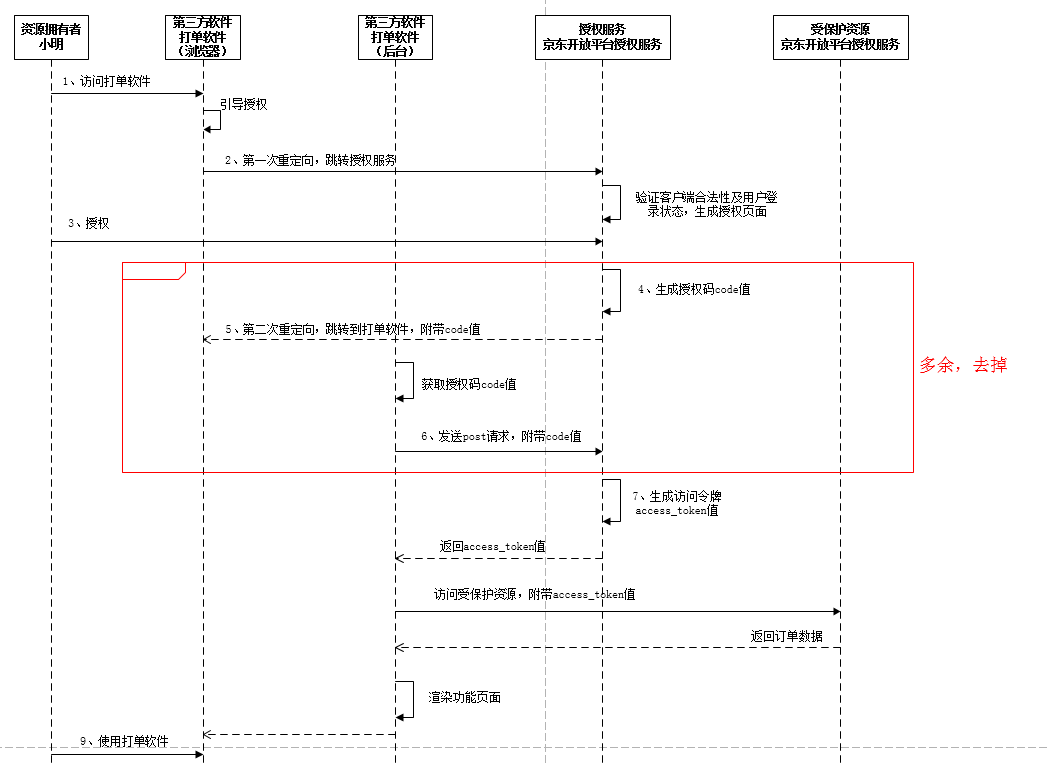 资源拥有者
小明
第三方软件
打单软件
（浏览器）
第三方软件
打单软件
（后台）
授权服务
京东开放平台授权服务
受保护资源
京东开放平台授权服务
1、访问打单软件
引导授权
2、第一次重定向，跳转授权服务
验证客户端合法性及用户登
录状态，生成授权页面
3、授权
4、生成授权码code值
5、第二次重定向，跳转到打单软件，附带code值
多余，去掉
获取授权码code值
6、发送post请求，附带code值
7、生成访问令牌
access_token值
返回access_token值
访问受保护资源，附带access_token值
返回订单数据
渲染功能页面
9、使用打单软件